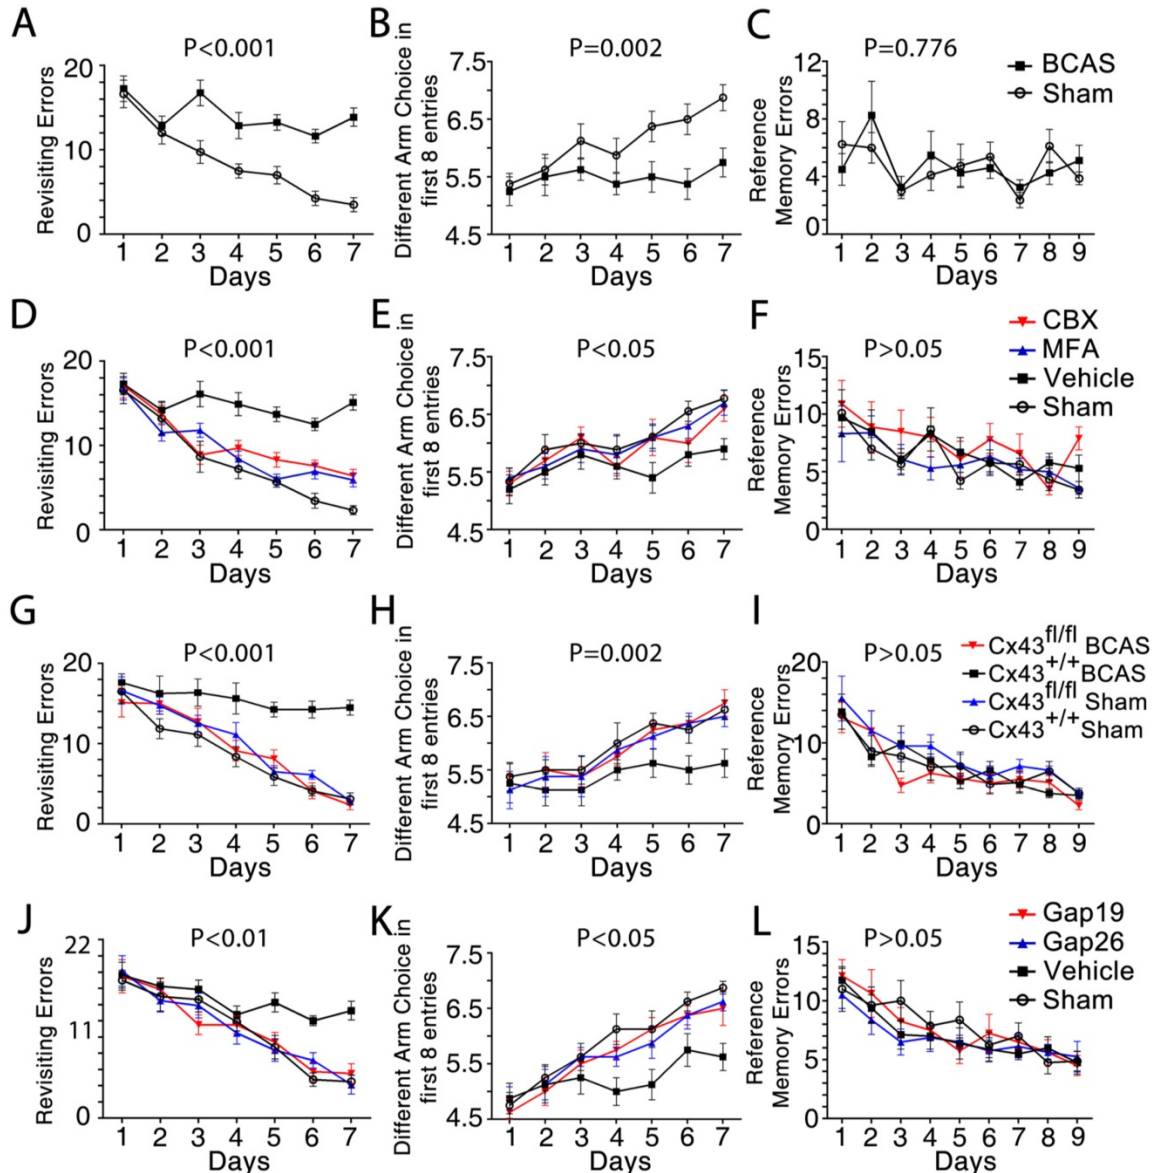 A
P<0.001
Revisiting Errors
20
10
0
1 2 3 4 5 6 7
Days
B
P=0.002
Different Arm Choice in
first 8 entries
7.5
6.5
5.5
4.5
1 2 3 4 5 6 7
Days
C
P=0.776
Reference
Memory Errors
12
8
4
0
1 2 3 4 5 6 7 8 9
Days
BCAS
Sham
D
P<0.001
Revisiting Errors
20
10
0
1 2 3 4 5 6 7
Days
E
P<0.05
Different Arm Choice in
first 8 entries
7.5
6.5
5.5
4.5
1 2 3 4 5 6 7
Days
F
P>0.05
Reference
Memory Errors
15
10
5
0
1 2 3 4 5 6 7 8 9
Days
CBX
MFA
Vehicle
Sham
G
P<0.001
Revisiting Errors
20
10
0
1 2 3 4 5 6 7
Days
H
P=0.002
Different Arm Choice in
first 8 entries
7.5
6.5
5.5
4.5
1 2 3 4 5 6 7
Days
I
P>0.05
Reference
Memory Errors
20
10
0
1 2 3 4 5 6 7 8 9
Days
Cx43fl/fl BCAS
Cx43+/+ BCAS
Cx43fl/fl Sham
Cx43+/+ Sham
J
P<0.01
Revisiting Errors
22
11
0
1 2 3 4 5 6 7
Days
K
P<0.05
Different Arm Choice in
first 8 entries
7.5
6.5
5.5
4.5
1 2 3 4 5 6 7
Days
L
P>0.05
Reference
Memory Errors
15
10
5
0
1 2 3 4 5 6 7 8 9
Days
Gap19
Gap26
Vehicle
Sham